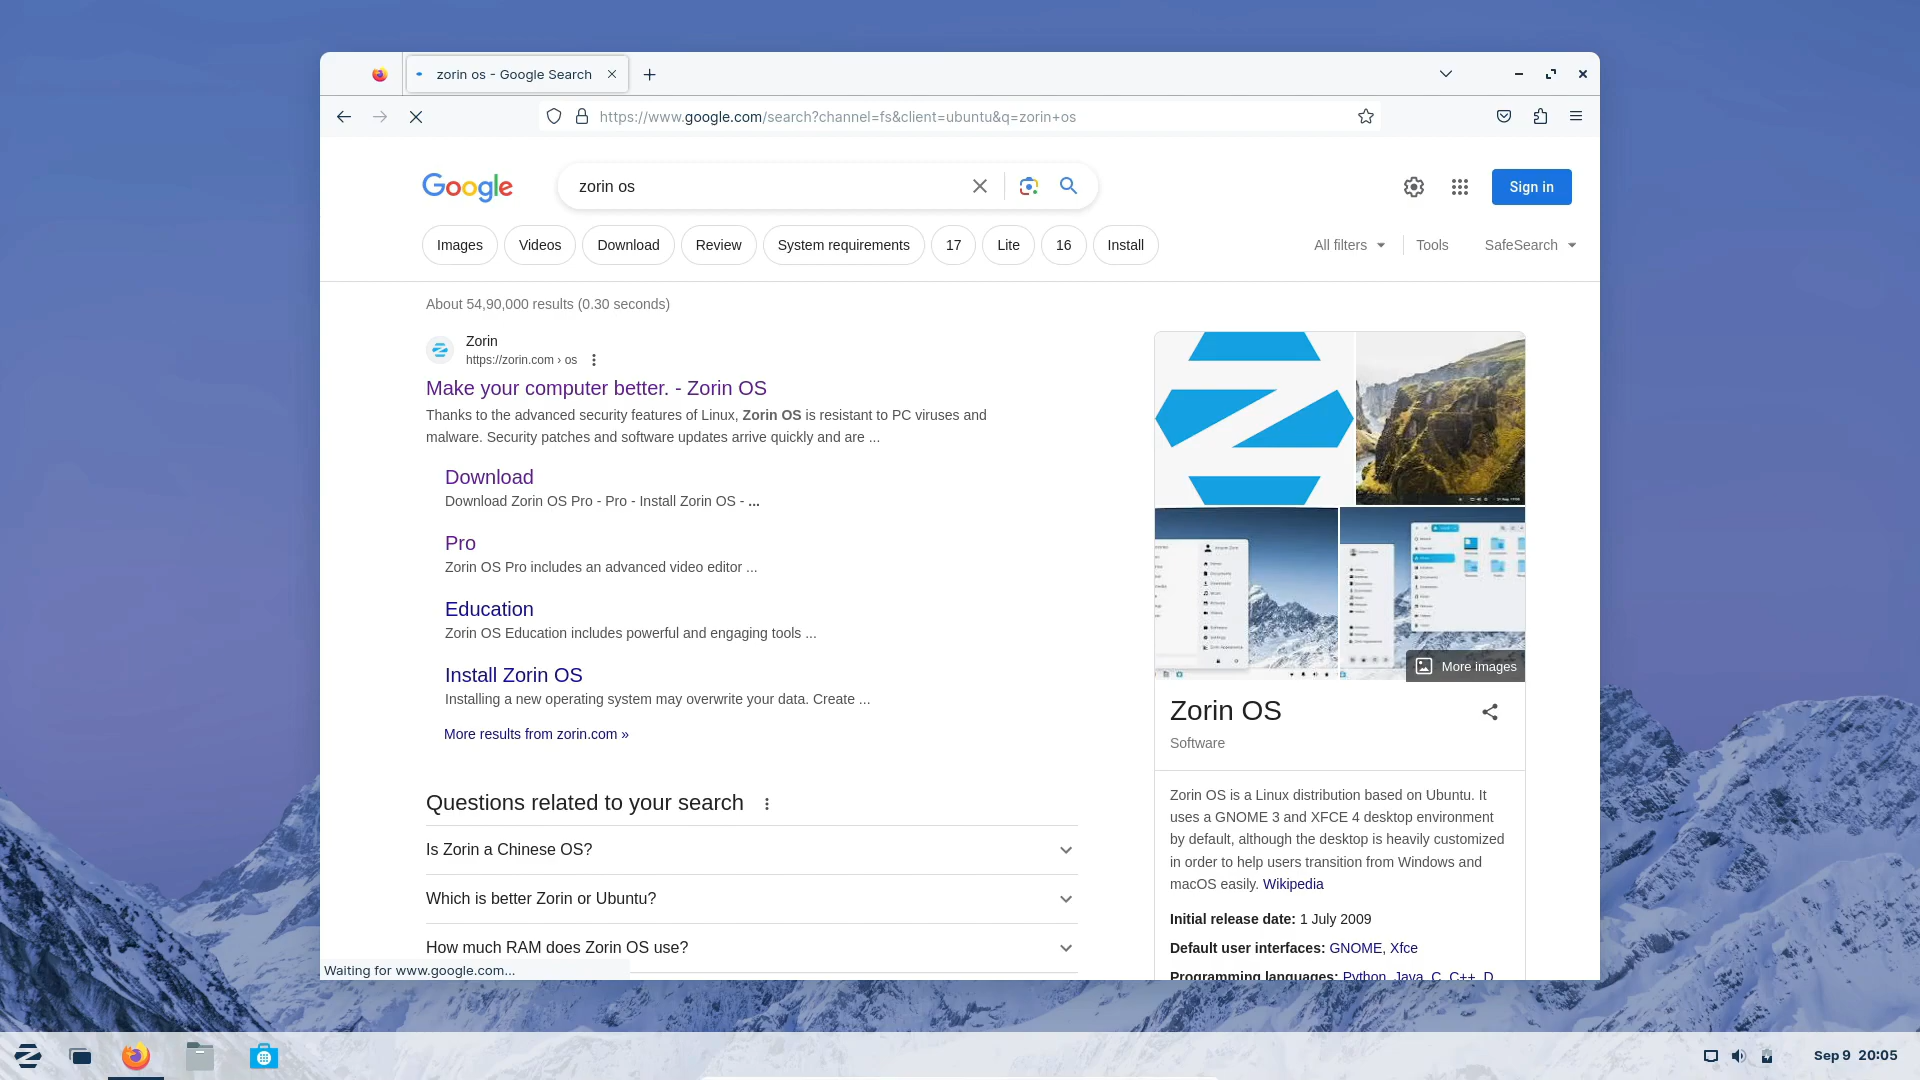 zorin os - Google Search
https://www.google.com/search?channel=fs&client=ubuntu&q=zorin+os
Google
zorin os
Sign in
Images
Videos
Download
Review
System requirements
17
Lite
16
Install
All filters
Tools
SafeSearch
About 54,90,000 results (0.30 seconds)
Zorin
https://zorin.com › os
Make your computer better. - Zorin OS
Thanks to the advanced security features of Linux, Zorin OS is resistant to PC viruses and
malware. Security patches and software updates arrive quickly and are ...
Download
Download Zorin OS Pro - Pro - Install Zorin OS - ...
Pro
Zorin OS Pro includes an advanced video editor ...
Education
Zorin OS Education includes powerful and engaging tools ...
Install Zorin OS
Installing a new operating system may overwrite your data. Create ...
More results from zorin.com »
Questions related to your search
Is Zorin a Chinese OS?
Which is better Zorin or Ubuntu?
How much RAM does Zorin OS use?
Waiting for www.google.com...
More images
Zorin OS
Software
Zorin OS is a Linux distribution based on Ubuntu. It
uses a GNOME 3 and XFCE 4 desktop environment
by default, although the desktop is heavily customized
in order to help users transition from Windows and
macOS easily. Wikipedia
Initial release date: 1 July 2009
Default user interfaces: GNOME, Xfce
Programming languages: Python, Java, C, C++, D
Sep 9 20:05